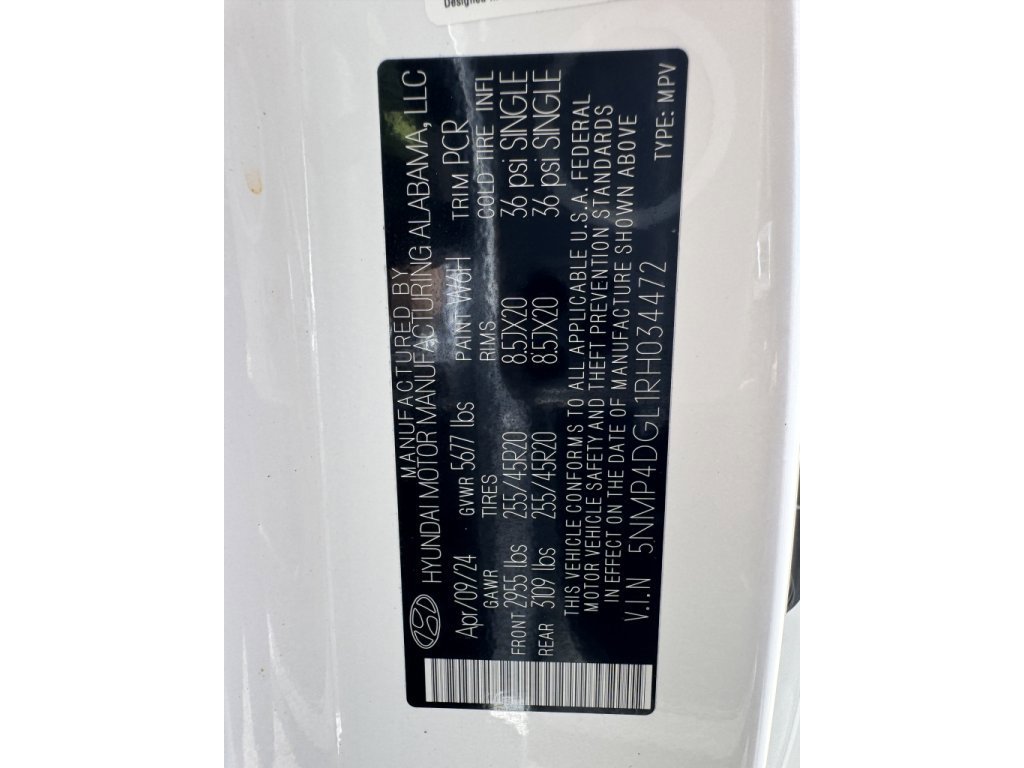 Designed
MANUFACTURED BY
HYUNDAI MOTOR MANUFACTURING ALABAMA, LLC
Apr/09/24 GVWR 5677 lbs PAINT W6H TRIM PCR
GAWR TIRES RIMS COLD TIRE INFL
FRONT 2955 lbs 255/45R20 8.5JX20 36 psi SINGLE
REAR 3109 lbs 255/45R20 8.5JX20 36 psi SINGLE
THIS VEHICLE CONFORMS TO ALL APPLICABLE U.S.A. FEDERAL
MOTOR VEHICLE SAFETY AND THEFT PREVENTION STANDARDS
IN EFFECT ON THE DATE OF MANUFACTURE SHOWN ABOVE
V.I.N 5NMP4DGL1RH034472 TYPE: MPV